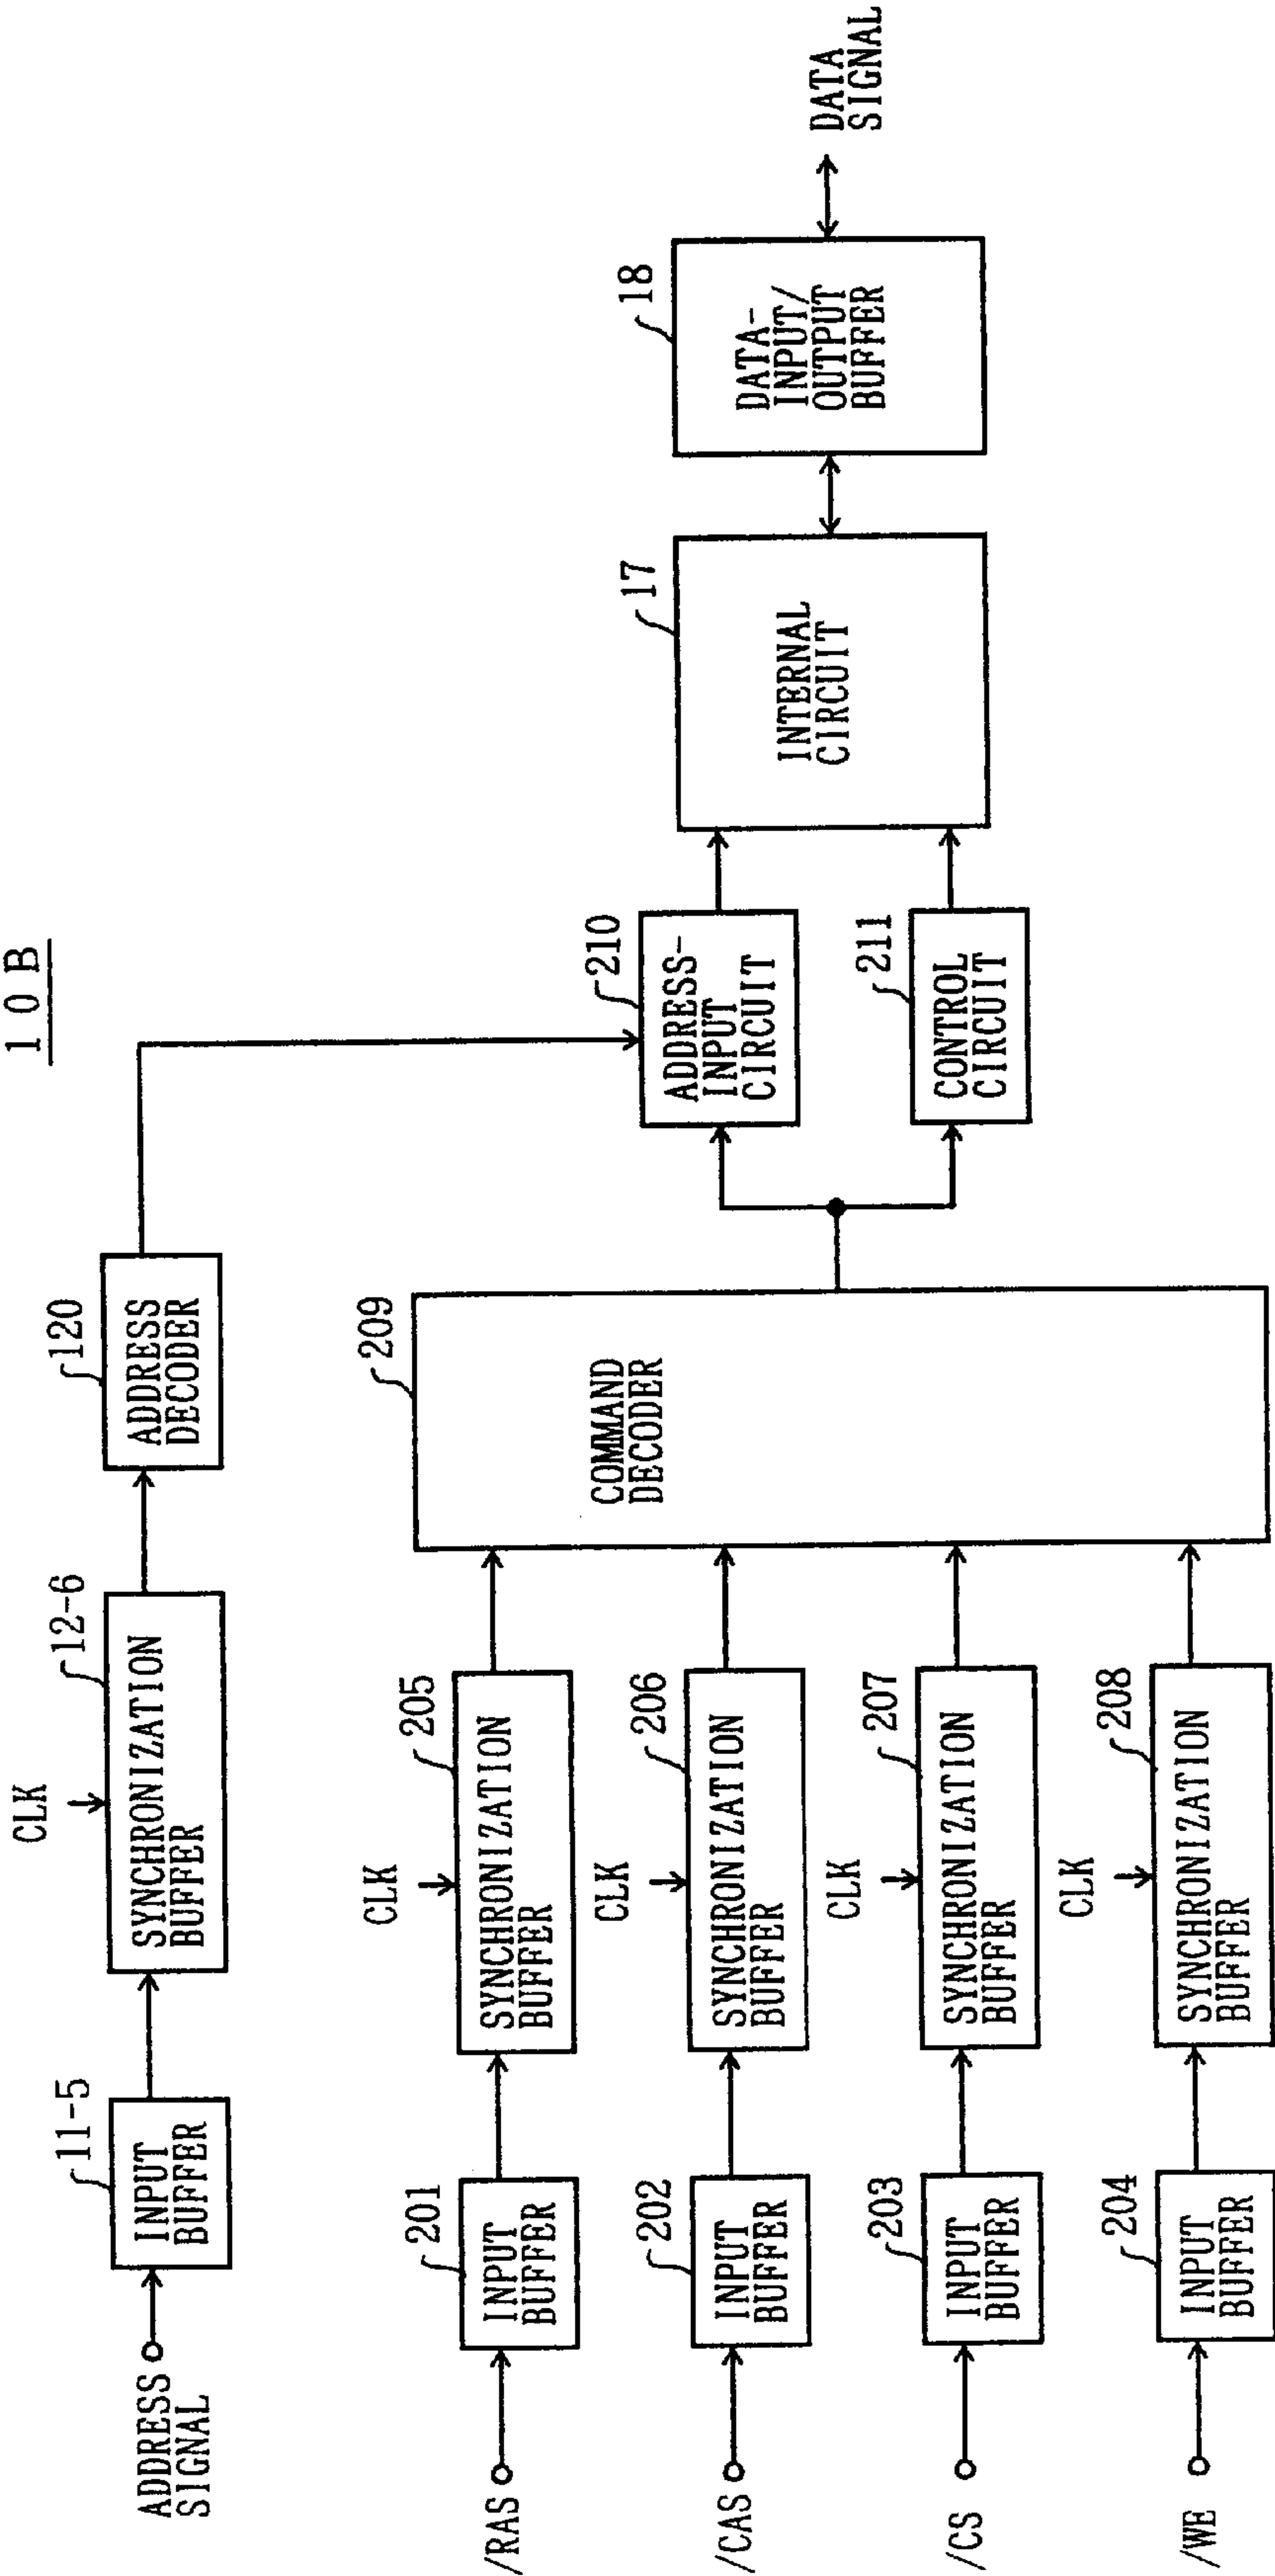 10B
ADDRESS
SIGNAL
11-5
INPUT
BUFFER
CLK
12-6
SYNCHRONIZATION
BUFFER
120
ADDRESS
DECODER
/RAS
201
INPUT
BUFFER
CLK
205
SYNCHRONIZATION
BUFFER
/CAS
202
INPUT
BUFFER
CLK
206
SYNCHRONIZATION
BUFFER
/CS
203
INPUT
BUFFER
CLK
207
SYNCHRONIZATION
BUFFER
/WE
204
INPUT
BUFFER
CLK
208
SYNCHRONIZATION
BUFFER
209
COMMAND
DECODER
210
ADDRESS-
INPUT
CIRCUIT
211
CONTROL
CIRCUIT
17
INTERNAL
CIRCUIT
18
DATA-
INPUT/
OUTPUT
BUFFER
DATA
SIGNAL